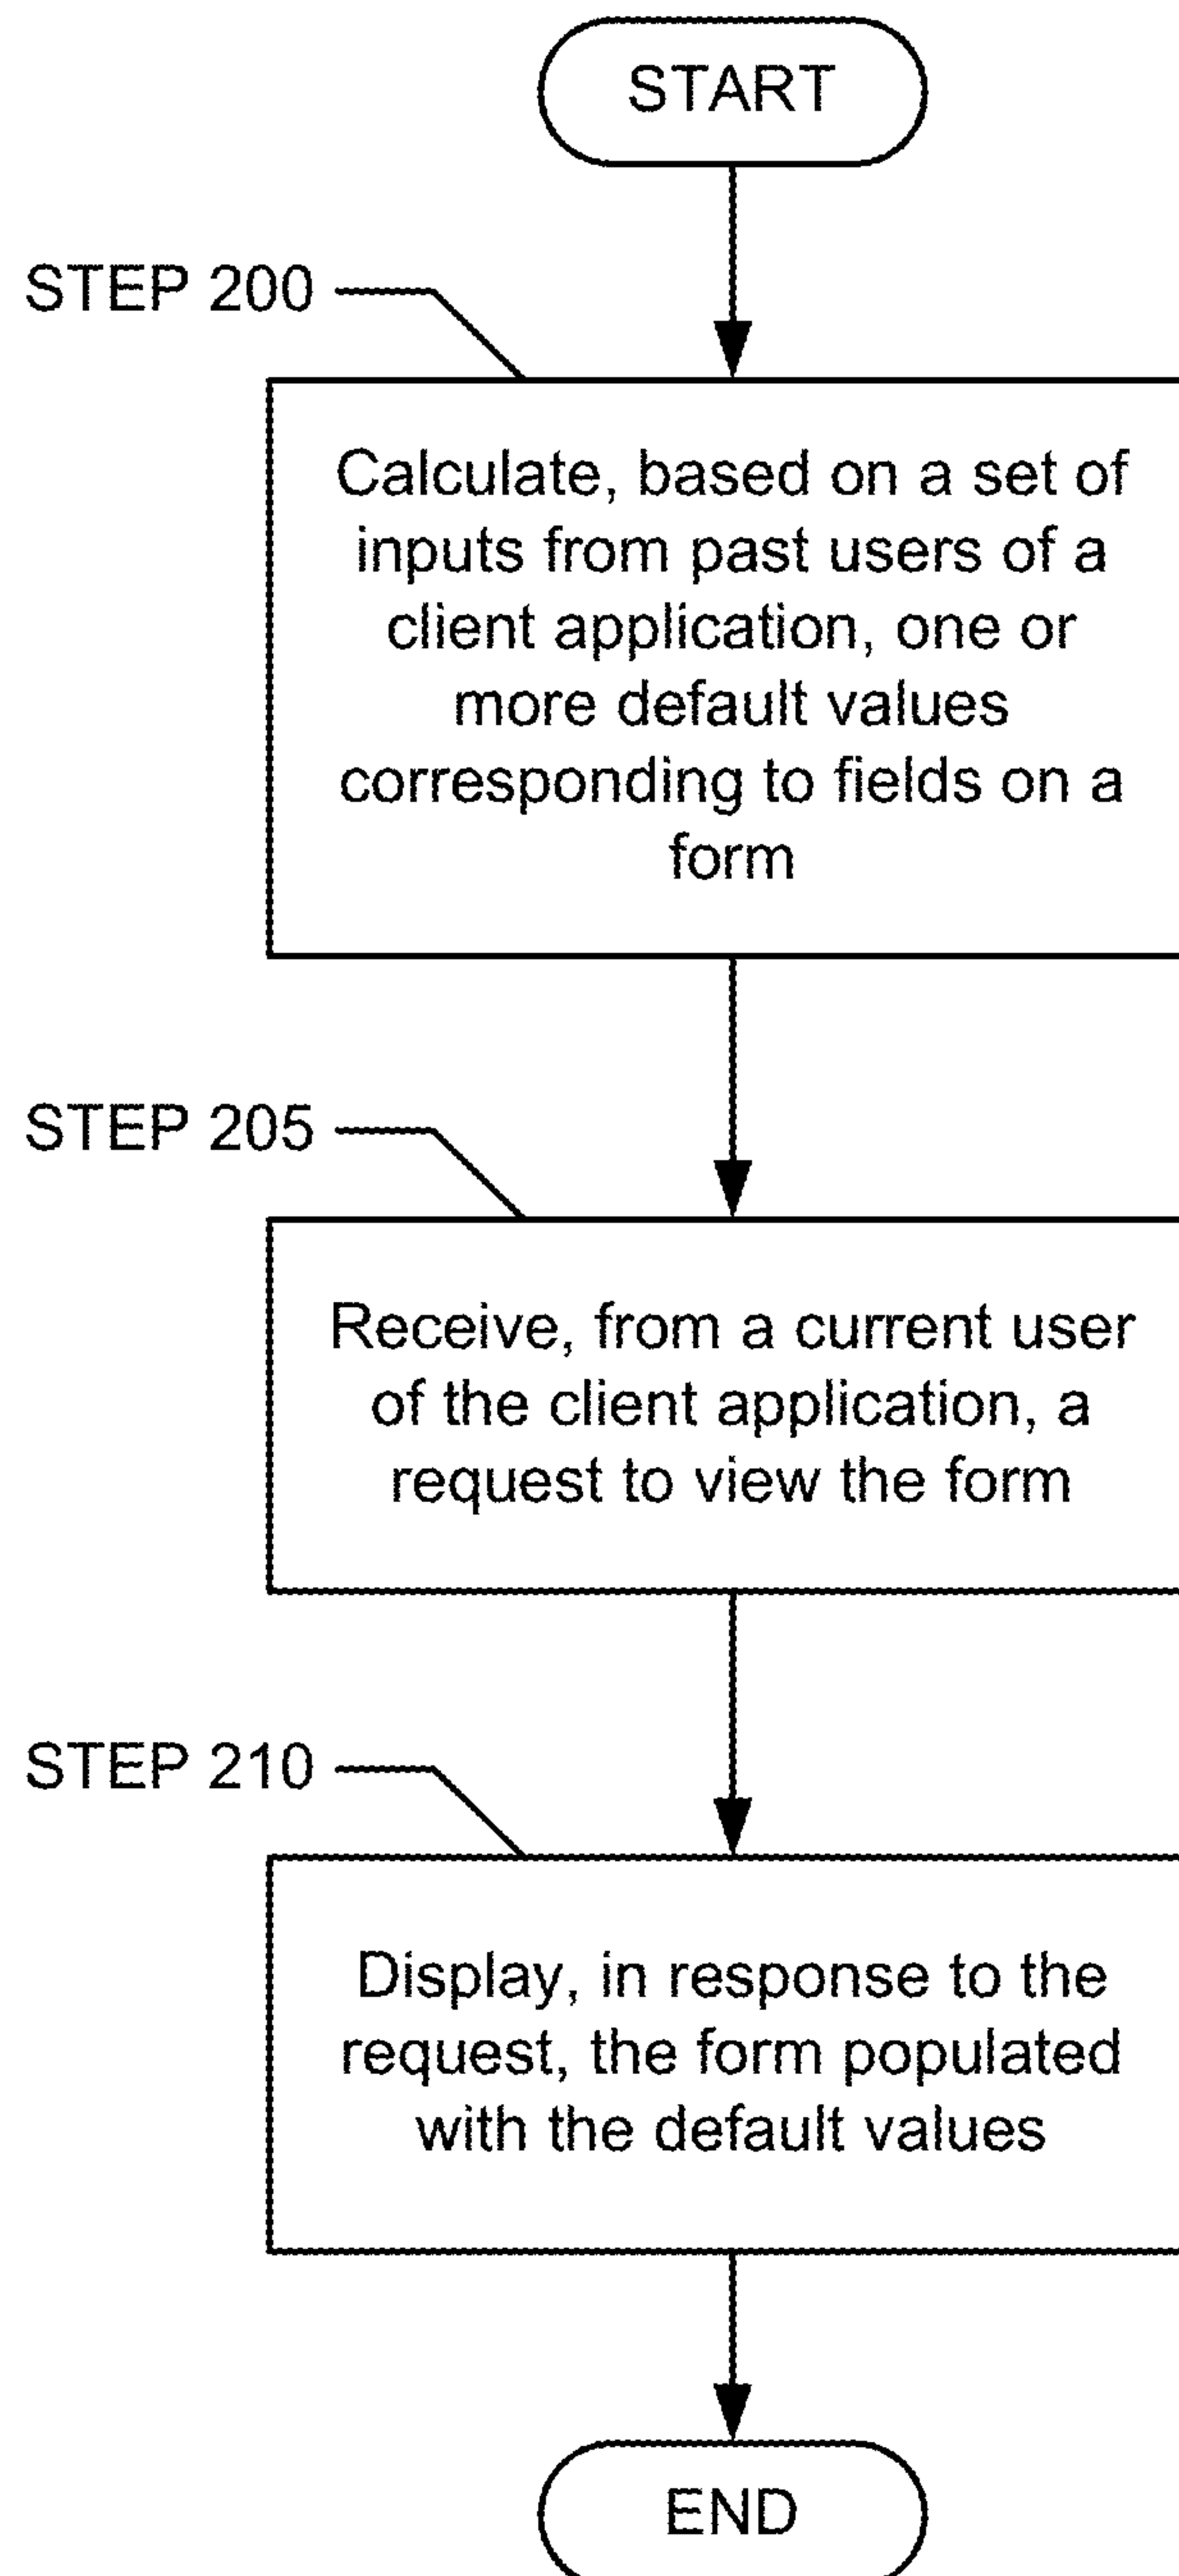 START
STEP 200
Calculate, based on a set of
inputs from past users of a
client application, one or
more default values
corresponding to fields on a
form
STEP 205
Receive, from a current user
of the client application, a
request to view the form
STEP 210
Display, in response to the
request, the form populated
with the default values
END